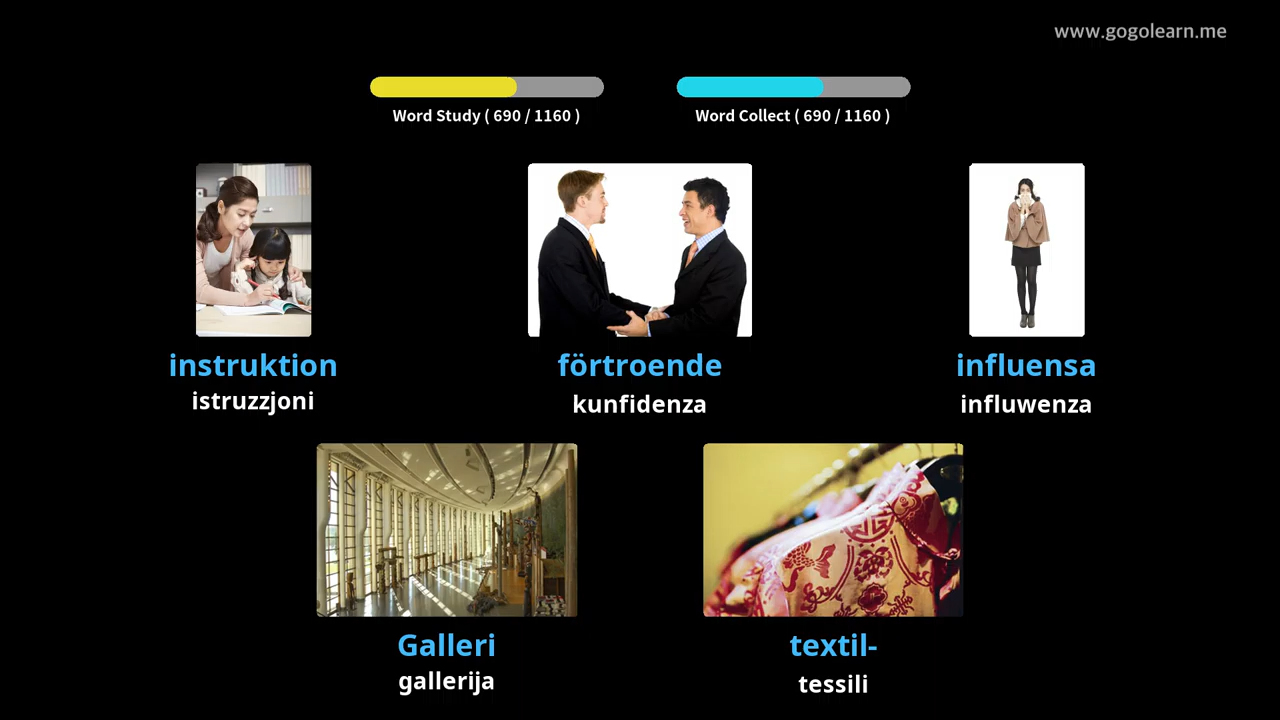 www.gogolearn.me
Word Study ( 690 / 1160 )
Word Collect ( 690 / 1160 )
instruktion
istruzzjoni
förtroende
kunfidenza
influensa
influwenza
Galleri
gallerija
textil-
tessili